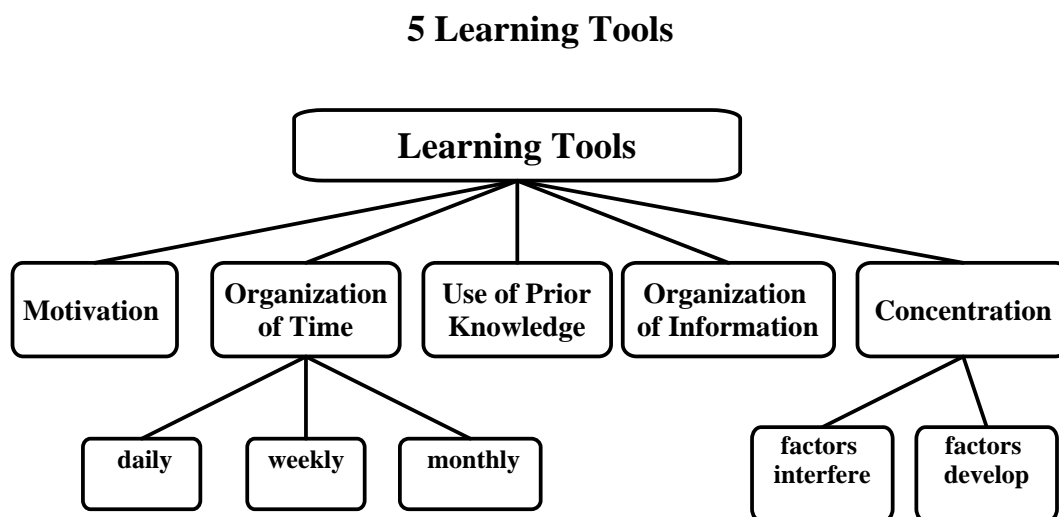 5 Learning Tools
Learning Tools
Motivation
Organization
of Time
Use of Prior
Knowledge
Organization
of Information
Concentration
daily
weekly
monthly
factors
interfere
factors
develop